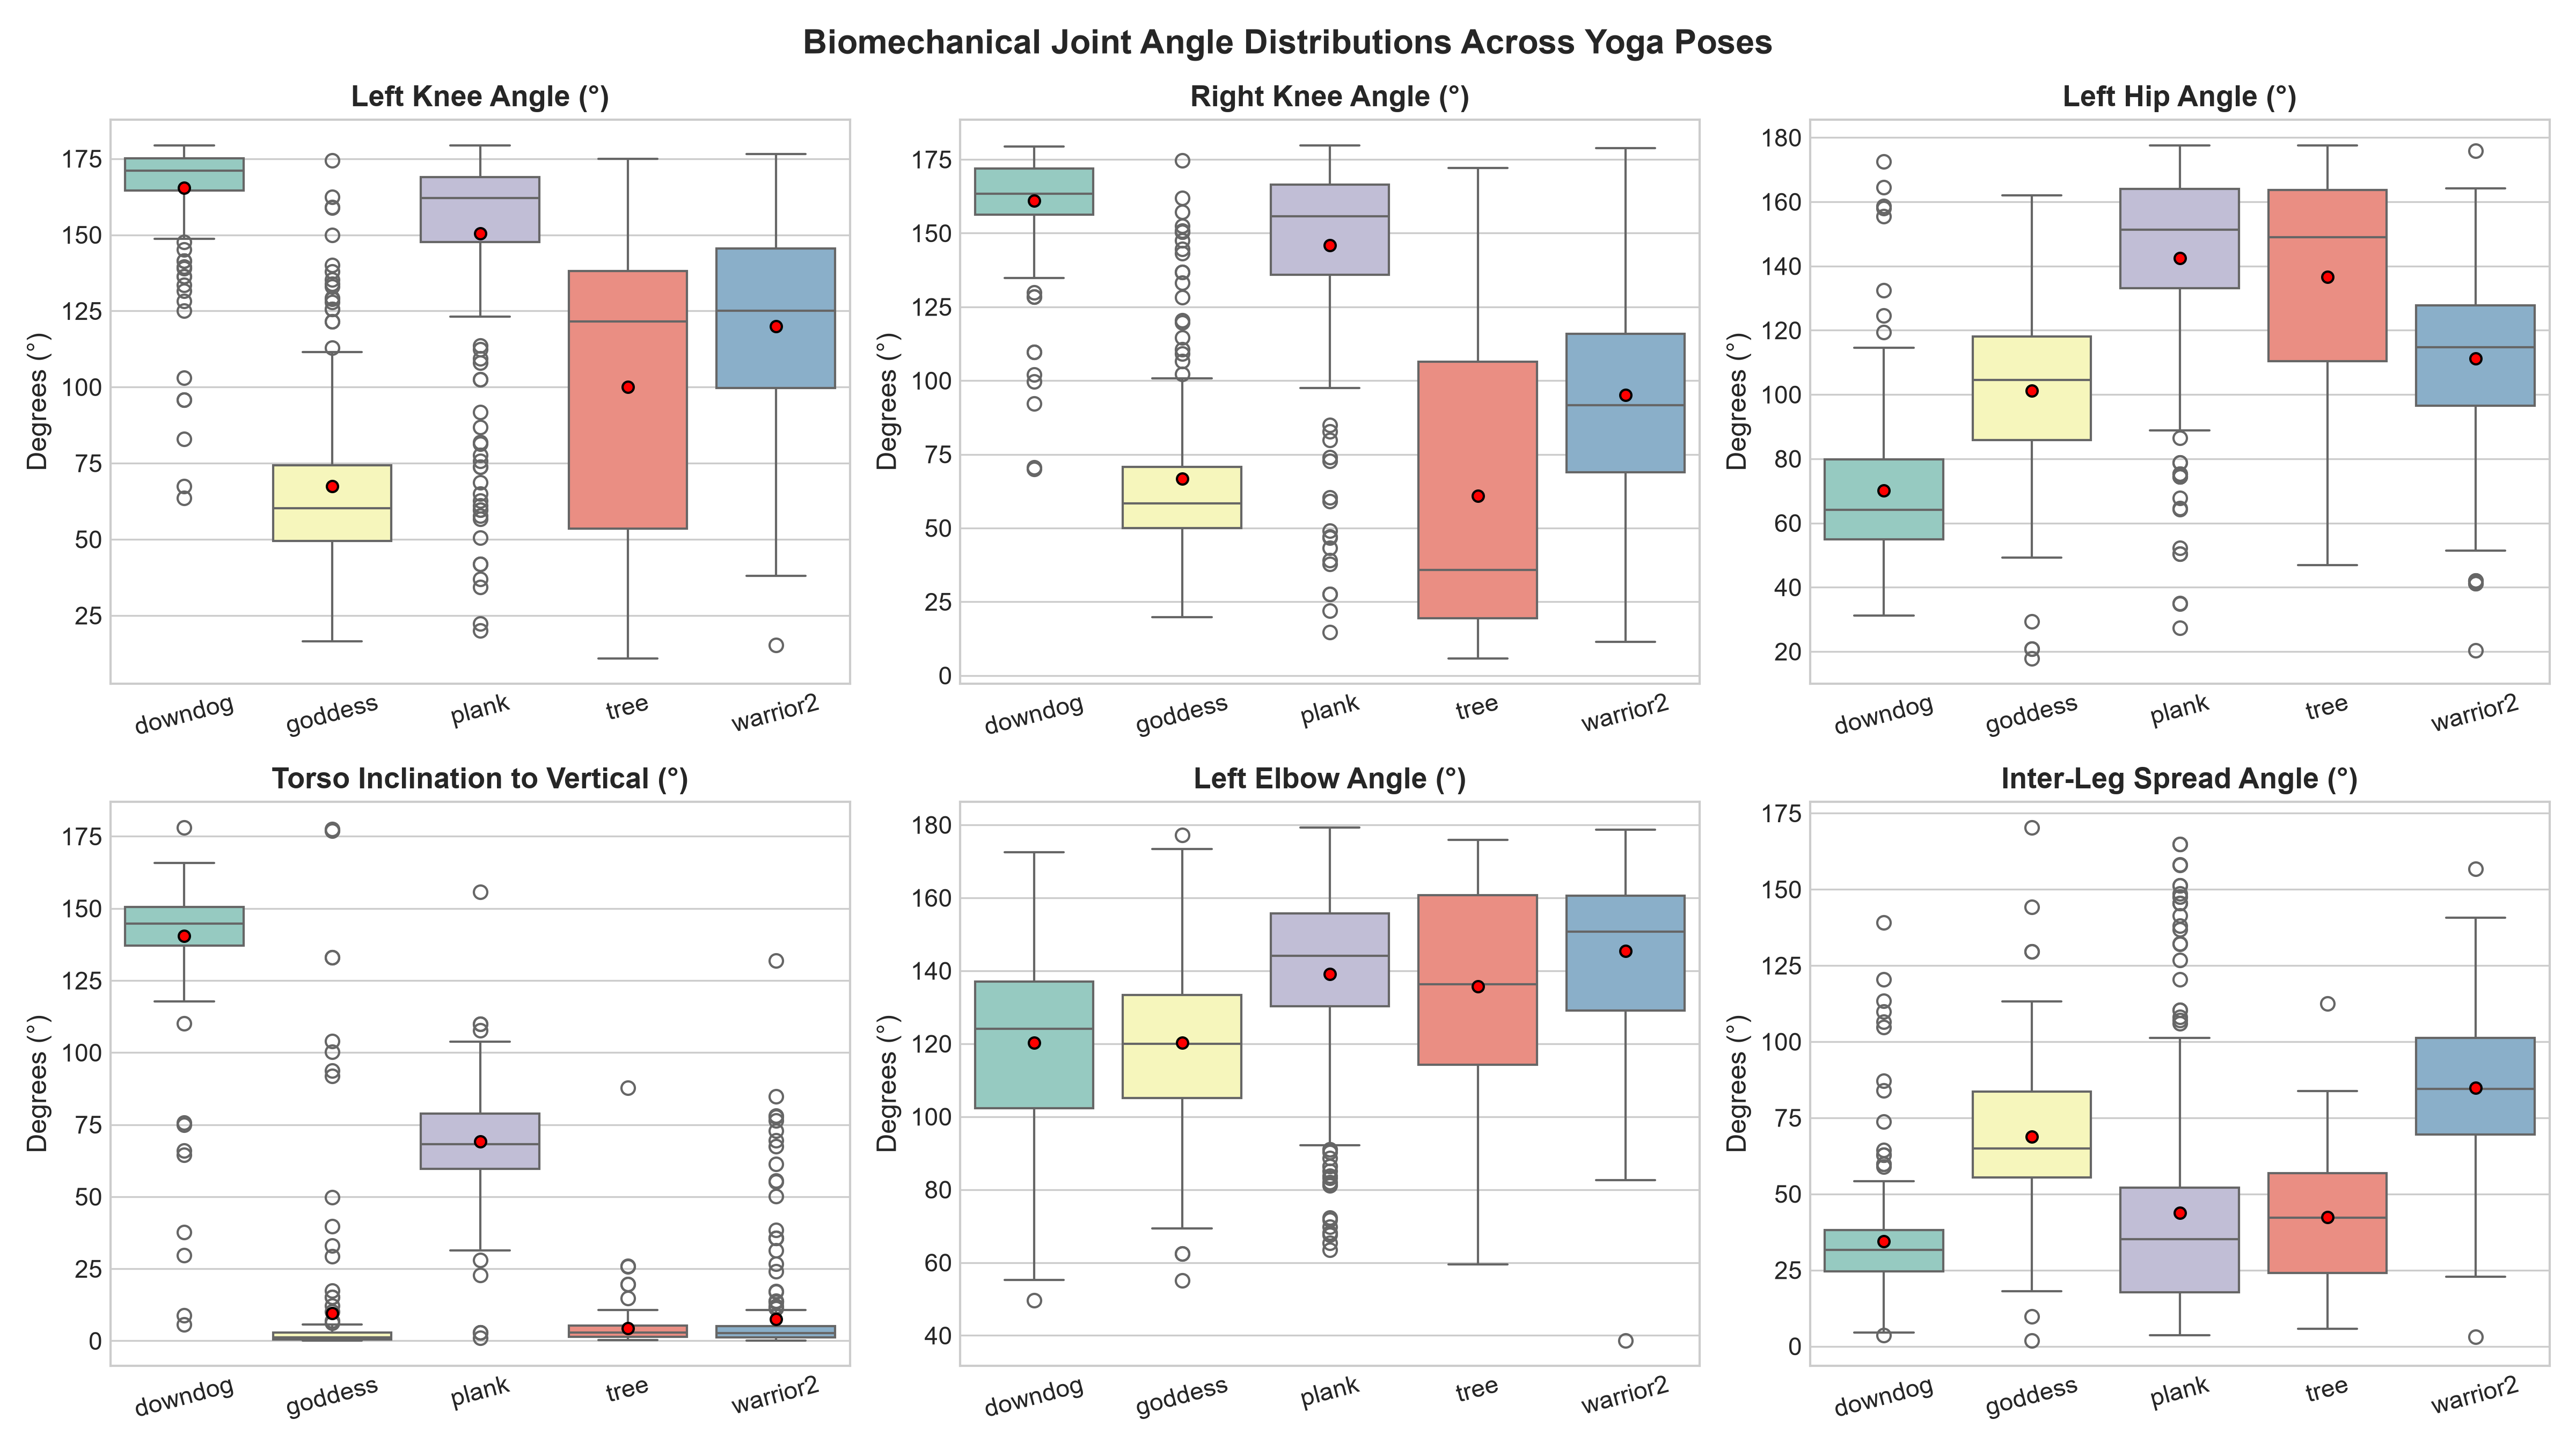 Biomechanical Joint Angle Distributions Across Yoga Poses
Left Knee Angle (°)
Degrees (°)
175
150
125
100
75
50
25
downdog goddess plank tree warrior2
Right Knee Angle (°)
Degrees (°)
175
150
125
100
75
50
25
0
downdog goddess plank tree warrior2
Left Hip Angle (°)
Degrees (°)
180
160
140
120
100
80
60
40
20
downdog goddess plank tree warrior2
Torso Inclination to Vertical (°)
Degrees (°)
175
150
125
100
75
50
25
0
downdog goddess plank tree warrior2
Left Elbow Angle (°)
Degrees (°)
180
160
140
120
100
80
60
40
downdog goddess plank tree warrior2
Inter-Leg Spread Angle (°)
Degrees (°)
175
150
125
100
75
50
25
0
downdog goddess plank tree warrior2